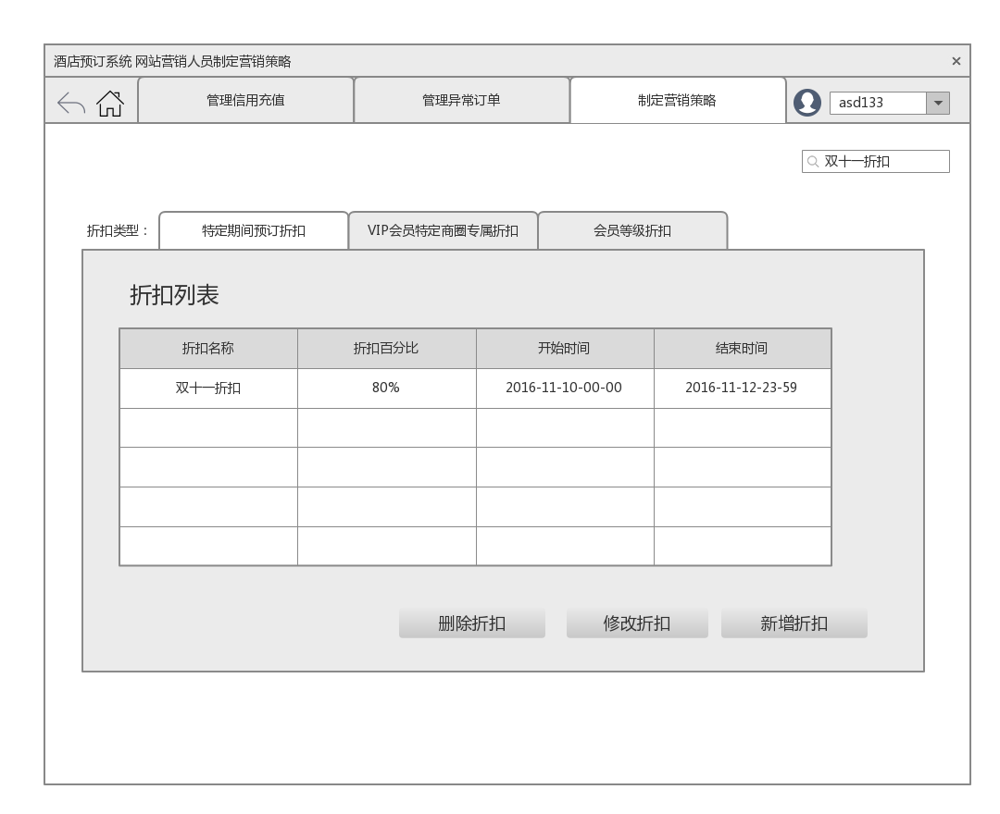 酒店预订系统 网站营销人员制定营销策略
×
管理信用充值
管理异常订单
制定营销策略
asd133
双十一折扣
折扣类型：
特定期间预订折扣
VIP会员特定商圈专属折扣
会员等级折扣
折扣列表
折扣名称
折扣百分比
开始时间
结束时间
双十一折扣
80%
2016-11-10-00-00
2016-11-12-23-59
删除折扣
修改折扣
新增折扣